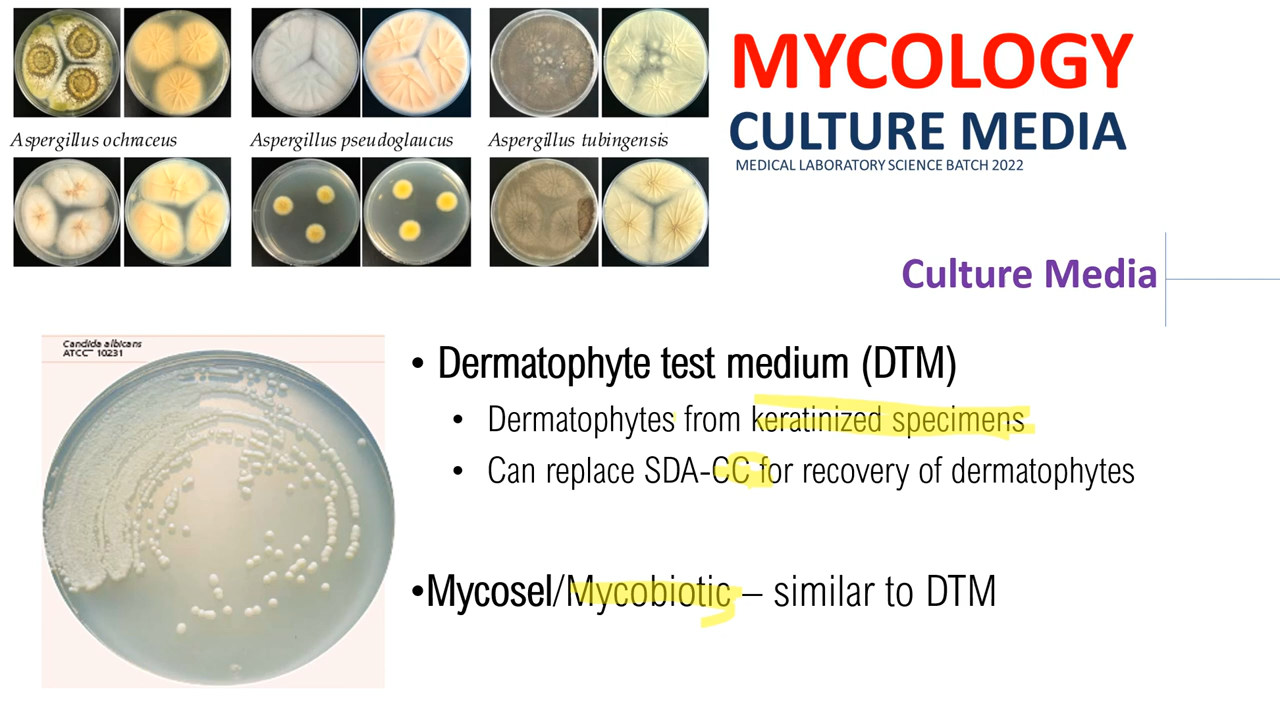 MYCOLOGY
CULTURE MEDIA
MEDICAL LABORATORY SCIENCE BATCH 2022
Aspergillus ochraceus
Aspergillus pseudoglaucus
Aspergillus tubingensis
Culture Media
Candida albicans
ATCC™ 10231
• Dermatophyte test medium (DTM)
• Dermatophytes from keratinized specimens
• Can replace SDA-CC for recovery of dermatophytes
•Mycosel/Mycobiotic – similar to DTM